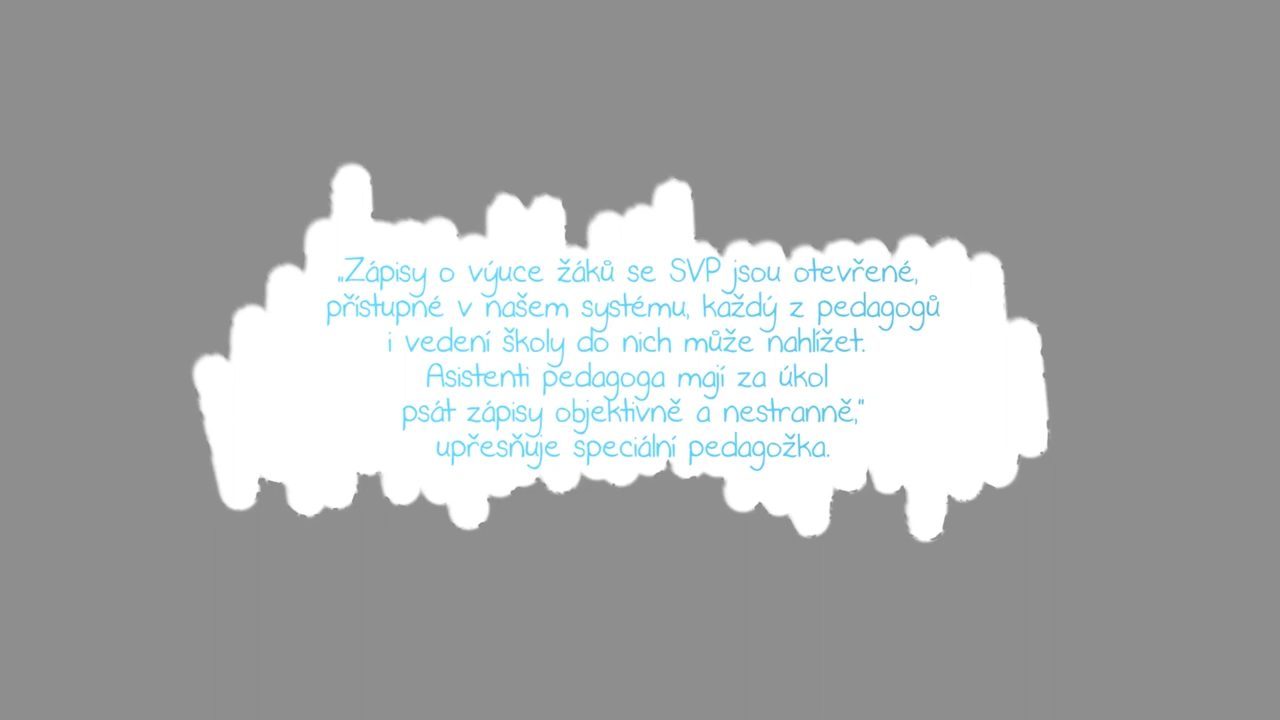 „Zápisy o výuce žáků se SVP jsou otevřené,
přístupné v našem systému, každý z pedagogů
i vedení školy do nich může nahlížet.
Asistenti pedagoga mají za úkol
psát zápisy objektivně a nestranně,"
upřesňuje speciální pedagožka.